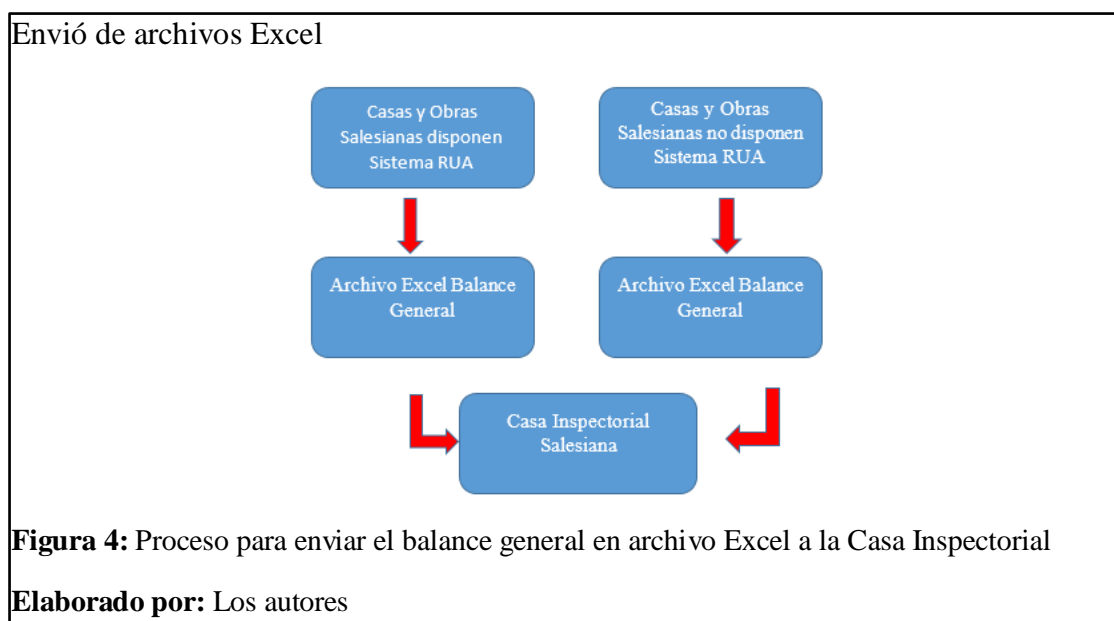 Envió de archivos Excel
Casas y Obras
Salesianas disponen
Sistema RUA
Casas y Obras
Salesianas no disponen
Sistema RUA
Archivo Excel Balance
General
Archivo Excel Balance
General
Casa Inspectorial
Salesiana
Figura 4: Proceso para enviar el balance general en archivo Excel a la Casa Inspectorial
Elaborado por: Los autores